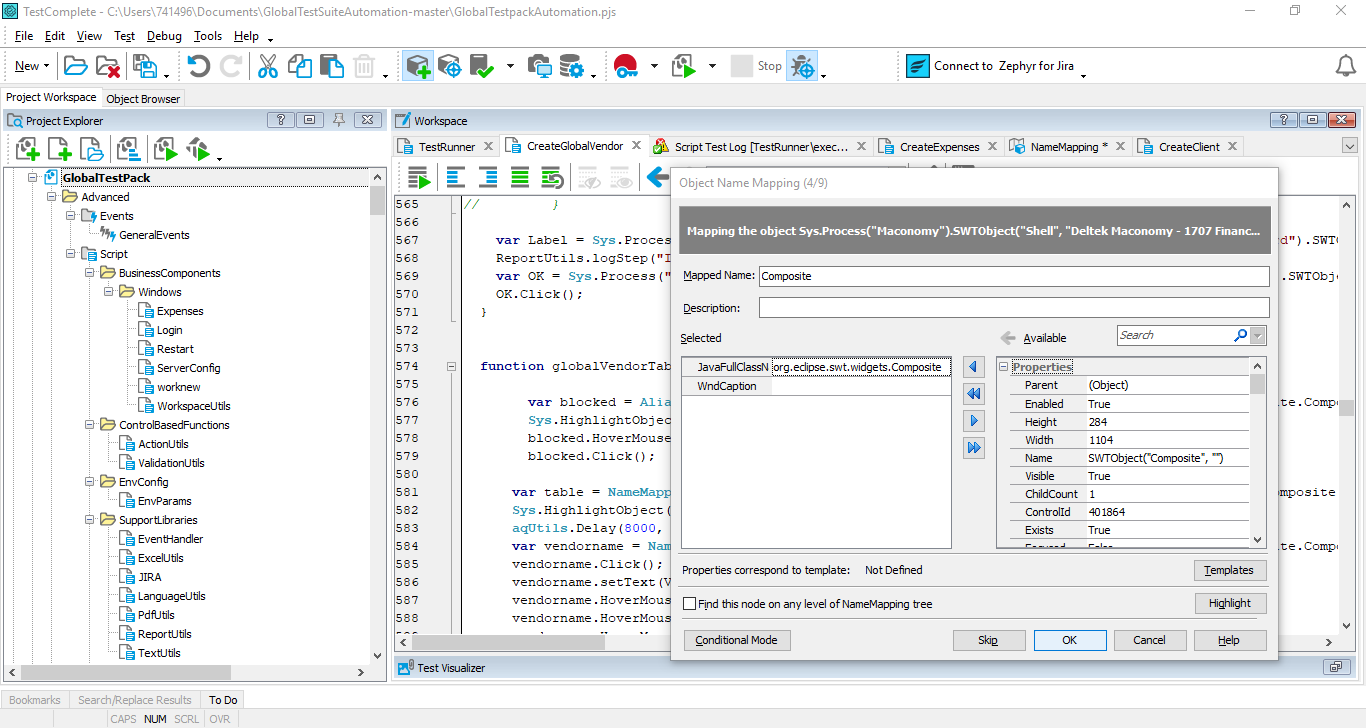 TestComplete - C:\Users\741496\Documents\GlobalTestSuiteAutomation-master\GlobalTestpackAutomation.pjs
File Edit View Test Debug Tools Help
New Stop Connect to Zephyr for Jira
Project Workspace Object Browser
Project Explorer
GlobalTestPack
Advanced
Events
GeneralEvents
Script
BusinessComponents
Windows
Expenses
Login
Restart
ServerConfig
worknew
WorkspaceUtils
ControlBasedFunctions
ActionUtils
ValidationUtils
EnvConfig
EnvParams
SupportLibraries
EventHandler
ExcelUtils
JIRA
LanguageUtils
PdfUtils
ReportUtils
TextUtils
Workspace
TestRunner CreateGlobalVendor Script Test Log [TestRunner\exec... CreateExpenses NameMapping * CreateClient
565 // }
566
567 var Label = Sys.Proces d").SWTO
568 ReportUtils.logStep("I
569 var OK = Sys.Process(" .SWTObj
570 OK.Click();
571 }
572
573
574 function globalVendorTab
575
576 var blocked = Alia te.Comp
577 Sys.HighlightObjec
578 blocked.HoverMouse
579 blocked.Click();
580
581 var table = NameMapp omposite
582 Sys.HighlightObject(
583 aqUtils.Delay(8000,
584 var vendorname = Nam te.Comp
585 vendorname.Click();
586 vendorname.setText(V
587 vendorname.HoverMous
588 vendorname.HoverMous
Object Name Mapping (4/9)
Mapping the object Sys.Process("Maconomy").SWTObject("Shell", "Deltek Maconomy - 1707 Financ...
Mapped Name: Composite
Description:
Selected
JavaFullClassN org.eclipse.swt.widgets.Composite
WndCaption
Available Search
Properties
Parent (Object)
Enabled True
Height 284
Width 1104
Name SWTObject("Composite", "")
Visible True
ChildCount 1
ControlId 401864
Exists True
Focused False
Properties correspond to template: Not Defined Templates
Find this node on any level of NameMapping tree Highlight
Conditional Mode Skip OK Cancel Help
Test Visualizer
Bookmarks Search/Replace Results To Do
CAPS NUM SCRL OVR